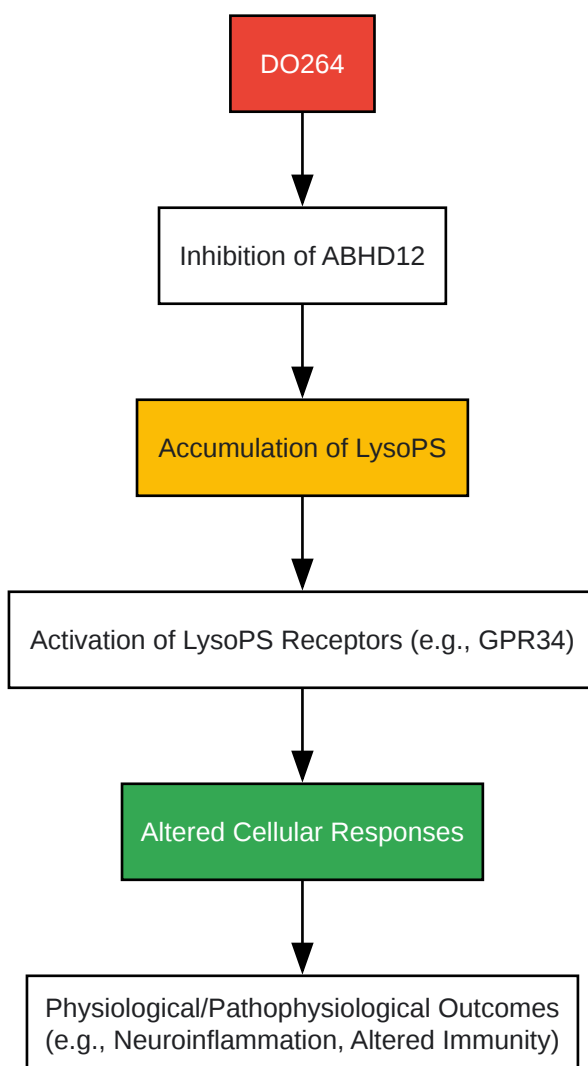 DO264
Inhibition of ABHD12
Accumulation of LysoPS
Activation of LysoPS Receptors (e.g., GPR34)
Altered Cellular Responses
Physiological/Pathophysiological Outcomes
(e.g., Neuroinflammation, Altered Immunity)